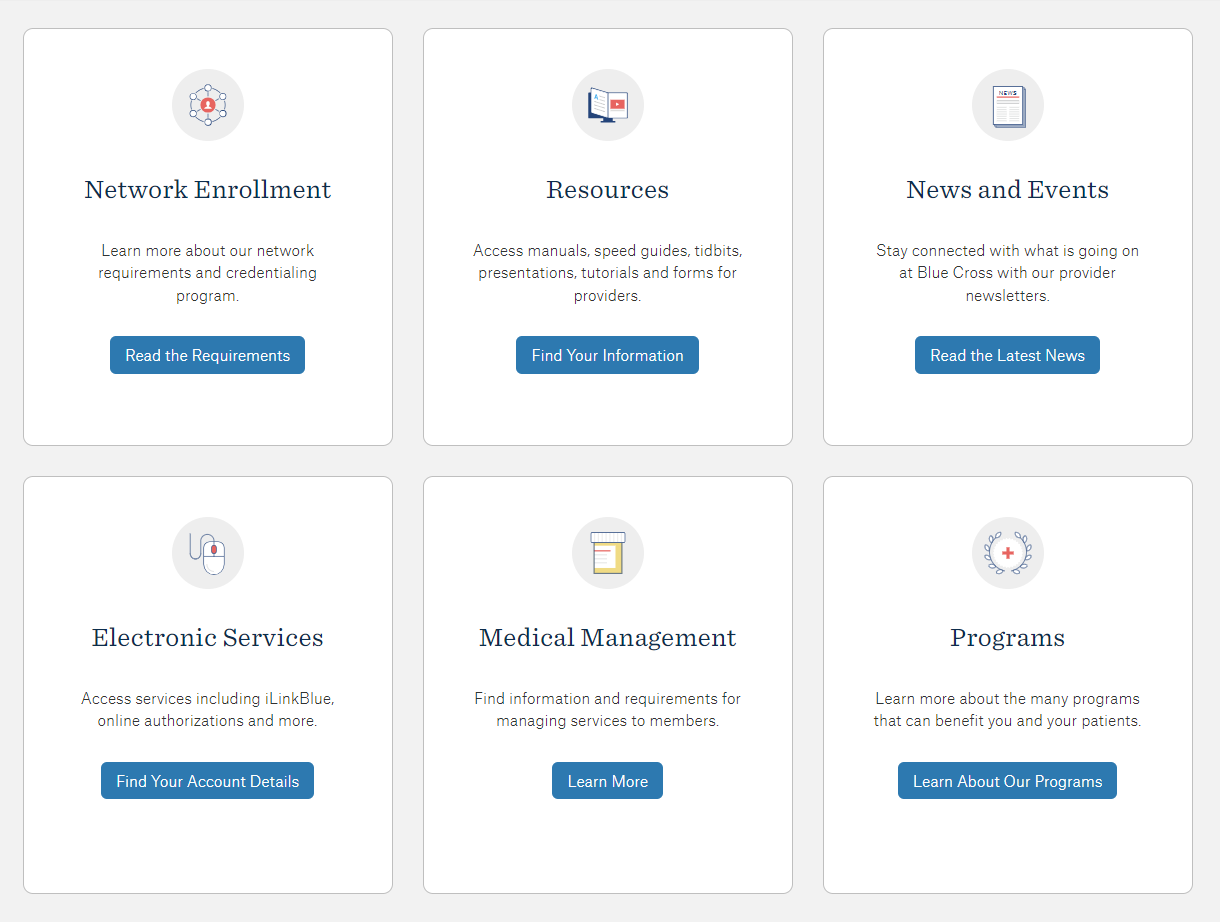 NEWS
A
Network Enrollment
Learn more about our network
requirements and credentialing
program.
Read the Requirements
Resources
Access manuals, speed guides, tidbits,
presentations, tutorials and forms for
providers.
Find Your Information
News and Events
Stay connected with what is going on
at Blue Cross with our provider
newsletters.
Read the Latest News
Electronic Services
Access services including iLinkBlue,
online authorizations and more.
Find Your Account Details
Medical Management
Find information and requirements for
managing services to members.
Learn More
Programs
Learn more about the many programs
that can benefit you and your patients.
Learn About Our Programs